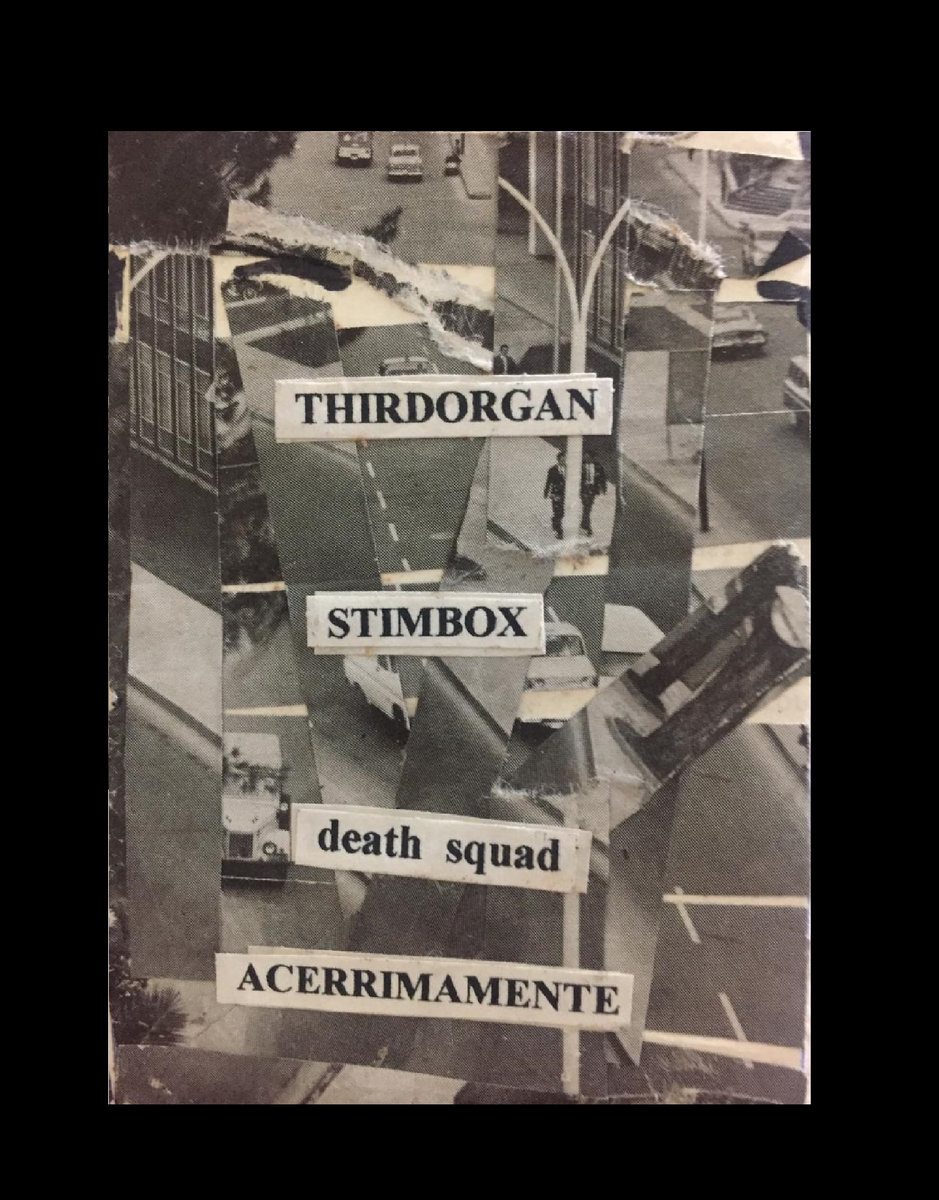 THIRDORGAN
STIMBOX
death squad
ACERRIMAMENTE